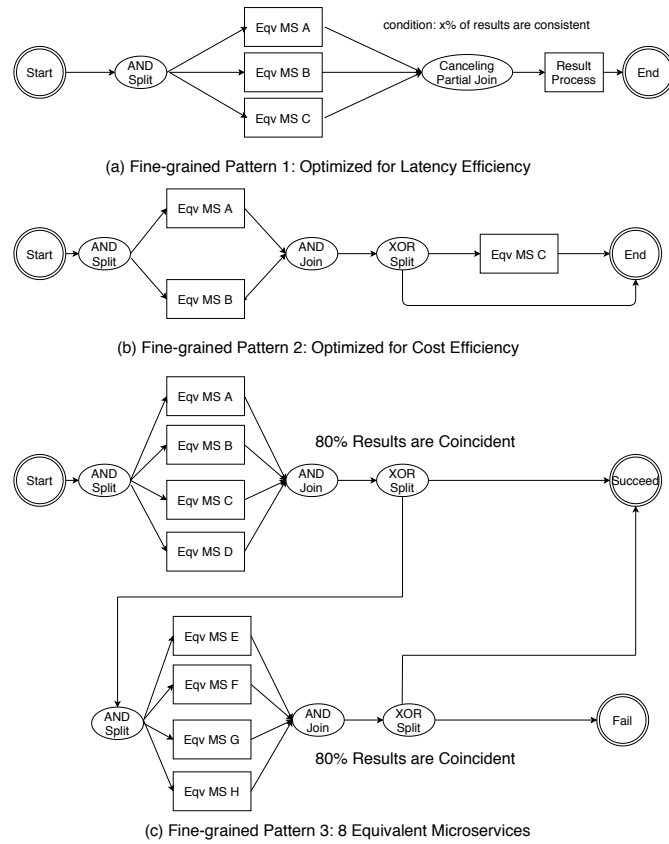 condition: x% of results are consistent
Eqv MS A
Start
AND
Split
Eqv MS B
Canceling
Partial Join
Result
Process
End
Eqv MS C
(a) Fine-grained Pattern 1: Optimized for Latency Efficiency
Eqv MS A
Start
AND
Split
AND
Join
XOR
Split
Eqv MS C
End
Eqv MS B
(b) Fine-grained Pattern 2: Optimized for Cost Efficiency
Eqv MS A
Eqv MS B
80% Results are Coincident
Start
AND
Split
AND
Join
XOR
Split
Succeed
Eqv MS C
Eqv MS D
Eqv MS E
Eqv MS F
AND
Split
AND
Join
XOR
Split
Fail
Eqv MS G
80% Results are Coincident
Eqv MS H
(c) Fine-grained Pattern 3: 8 Equivalent Microservices